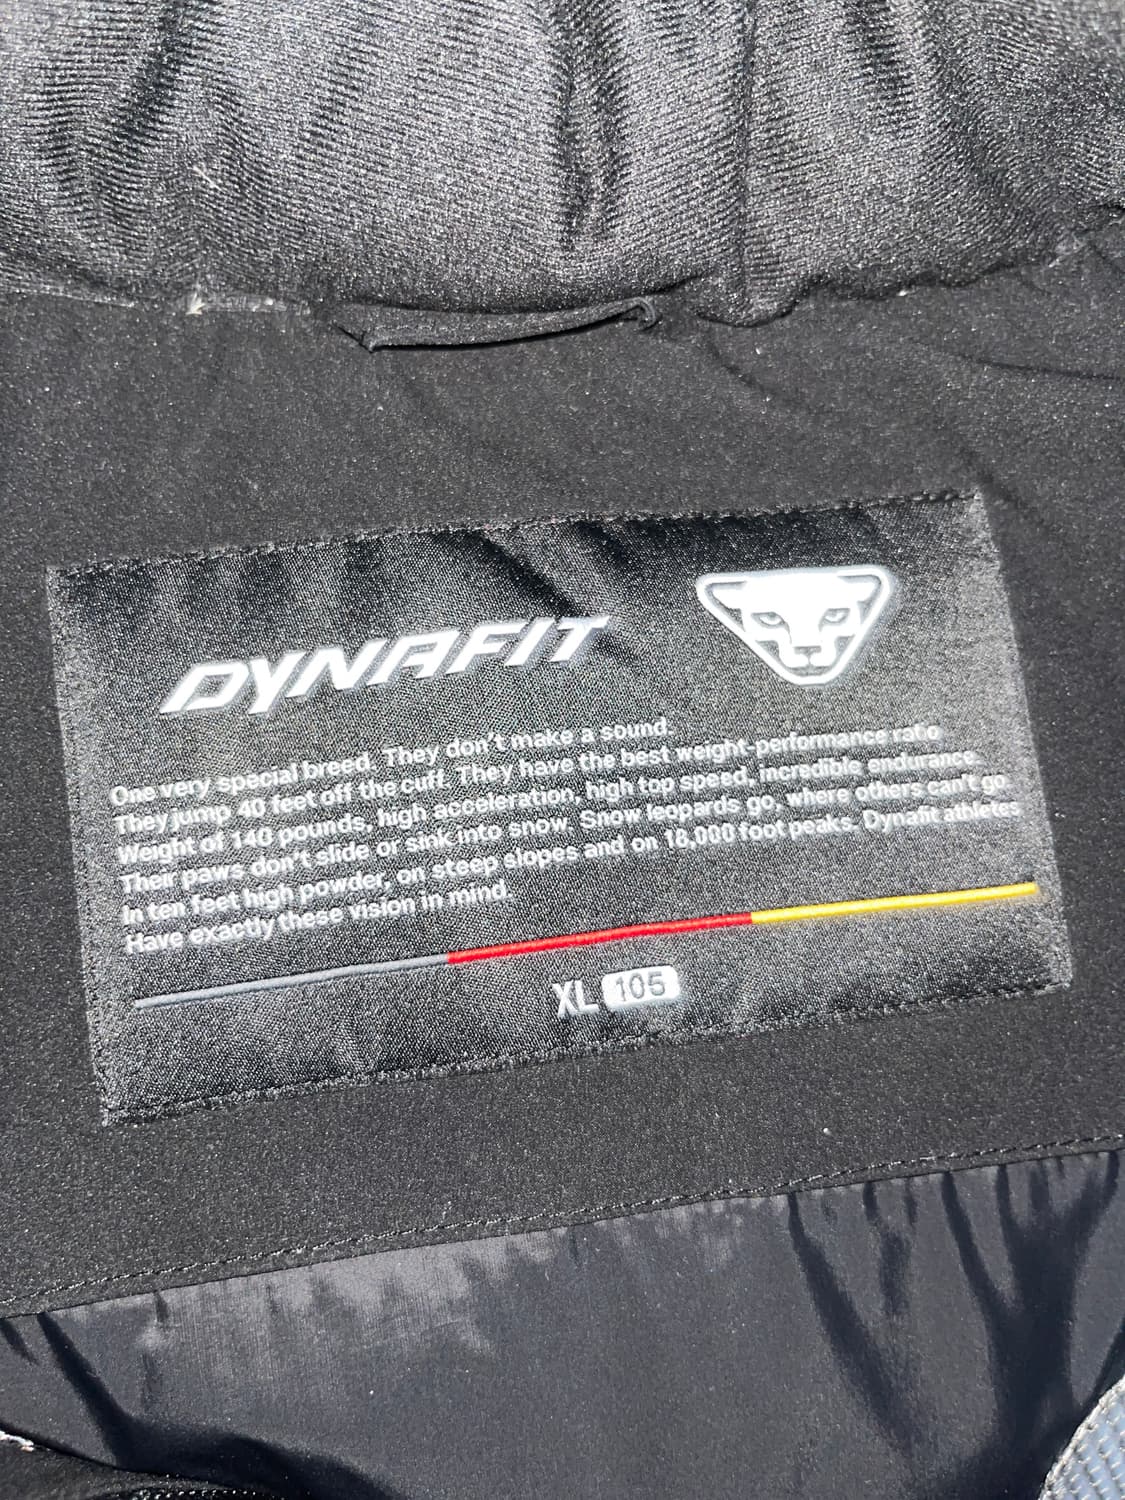 DYNAFIT
One very special breed. They don't make a sound.
They jump 40 feet off the cuff. They have the best weight-performance ratio.
Weight of 140 pounds, high acceleration, high top speed, incredible endurance.
Their paws don't slide or sink into snow. Snow leopards go, where others can't go
In ten feet high powder, on steep slopes and on 18,000 foot peaks. Dynafit athletes
Have exactly these vision in mind.
XL 105